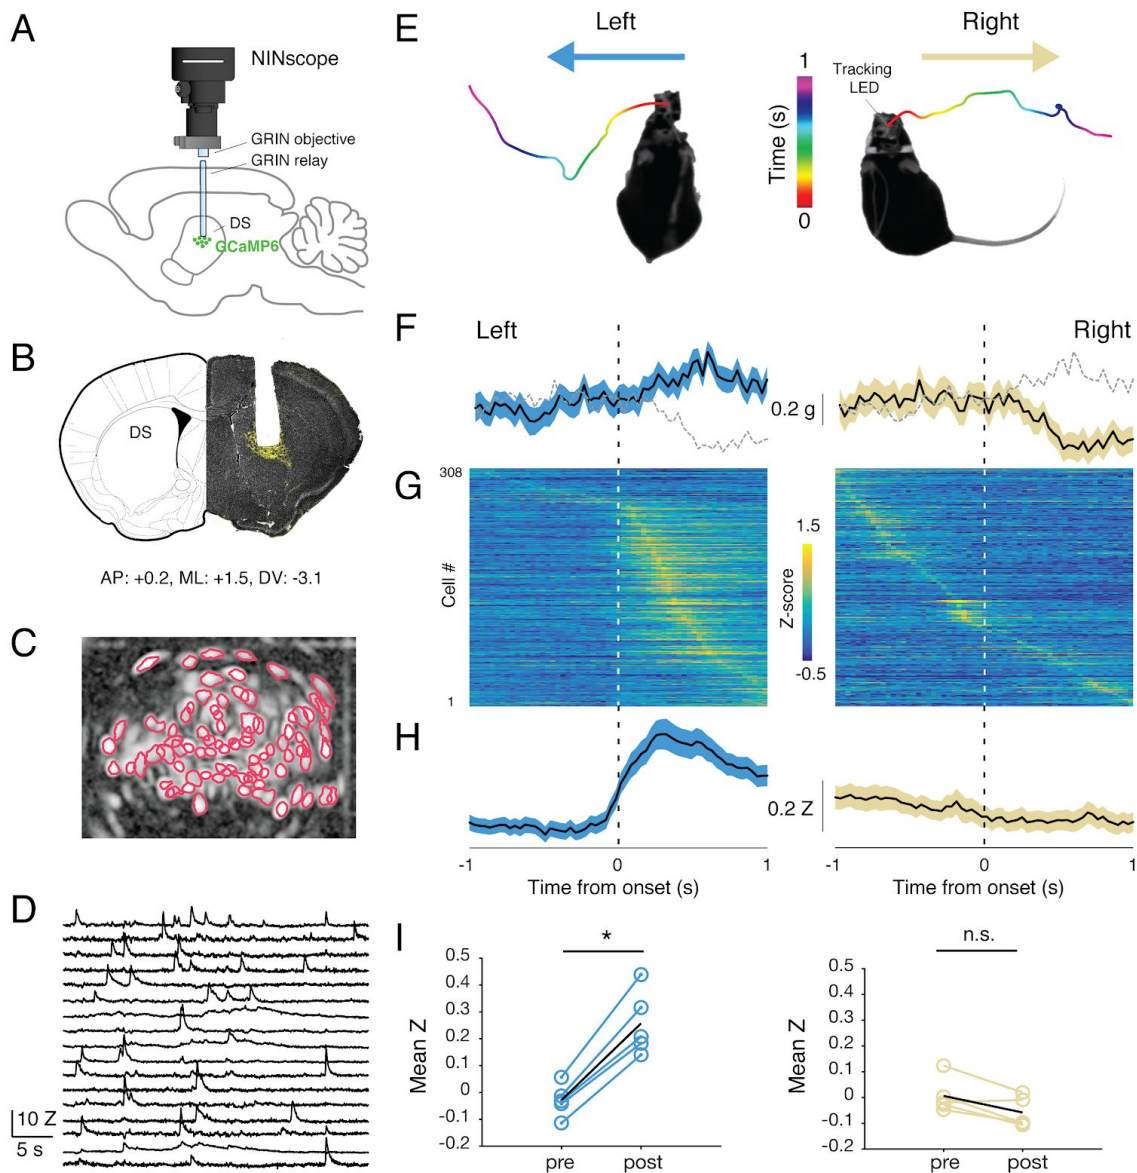 A
NINscope
GRIN objective
GRIN relay
DS
GCaMP6
B
DS
AP: +0.2, ML: +1.5, DV: -3.1
C
D
10 Z
5 s
E
Left
Right
1
Time (s)
0
Tracking
LED
F
Left
Right
0.2 g
G
308
Cell #
1
1.5
Z-score
-0.5
H
0.2 Z
-1
0
1
Time from onset (s)
-1
0
1
Time from onset (s)
I
*
0.5
0.4
0.3
0.2
0.1
0
-0.1
-0.2
Mean Z
pre
post
n.s.
0.5
0.4
0.3
0.2
0.1
0
-0.1
-0.2
Mean Z
pre
post